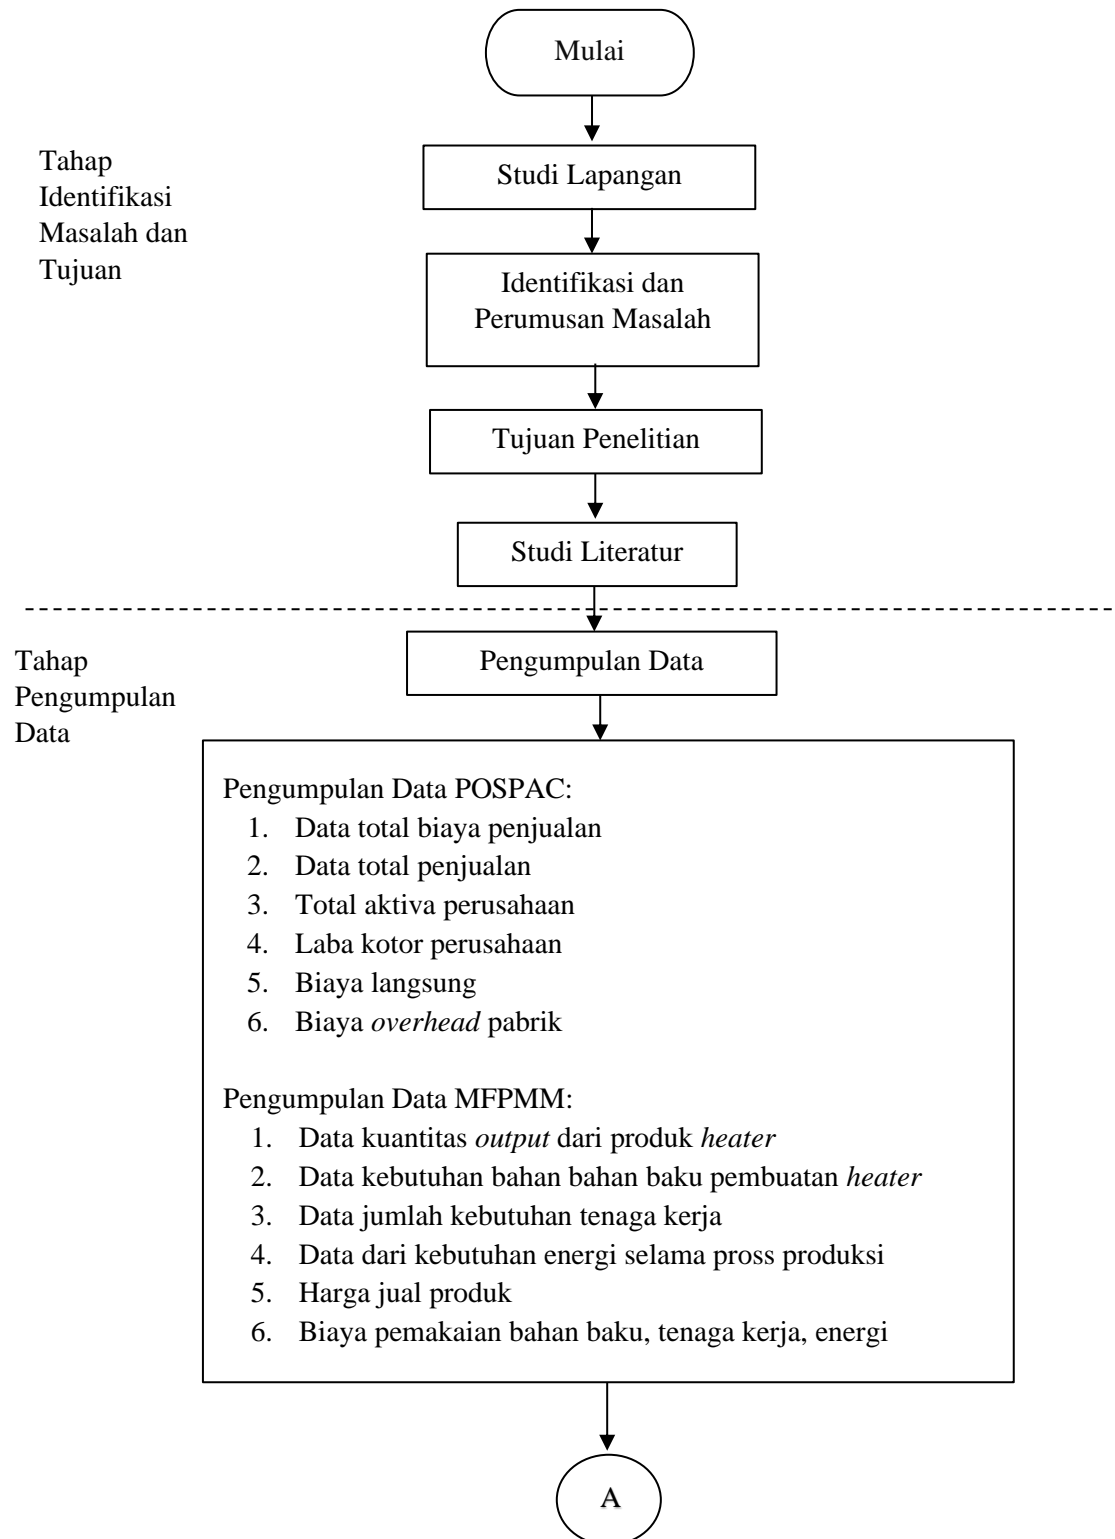 Mulai
Tahap
Identifikasi
Masalah dan
Tujuan
Studi Lapangan
Identifikasi dan
Perumusan Masalah
Tujuan Penelitian
Studi Literatur
Tahap
Pengumpulan
Data
Pengumpulan Data
Pengumpulan Data POSPAC:
1. Data total biaya penjualan
2. Data total penjualan
3. Total aktiva perusahaan
4. Laba kotor perusahaan
5. Biaya langsung
6. Biaya overhead pabrik
Pengumpulan Data MFPMM:
1. Data kuantitas output dari produk heater
2. Data kebutuhan bahan bahan baku pembuatan heater
3. Data jumlah kebutuhan tenaga kerja
4. Data dari kebutuhan energi selama pross produksi
5. Harga jual produk
6. Biaya pemakaian bahan baku, tenaga kerja, energi
A